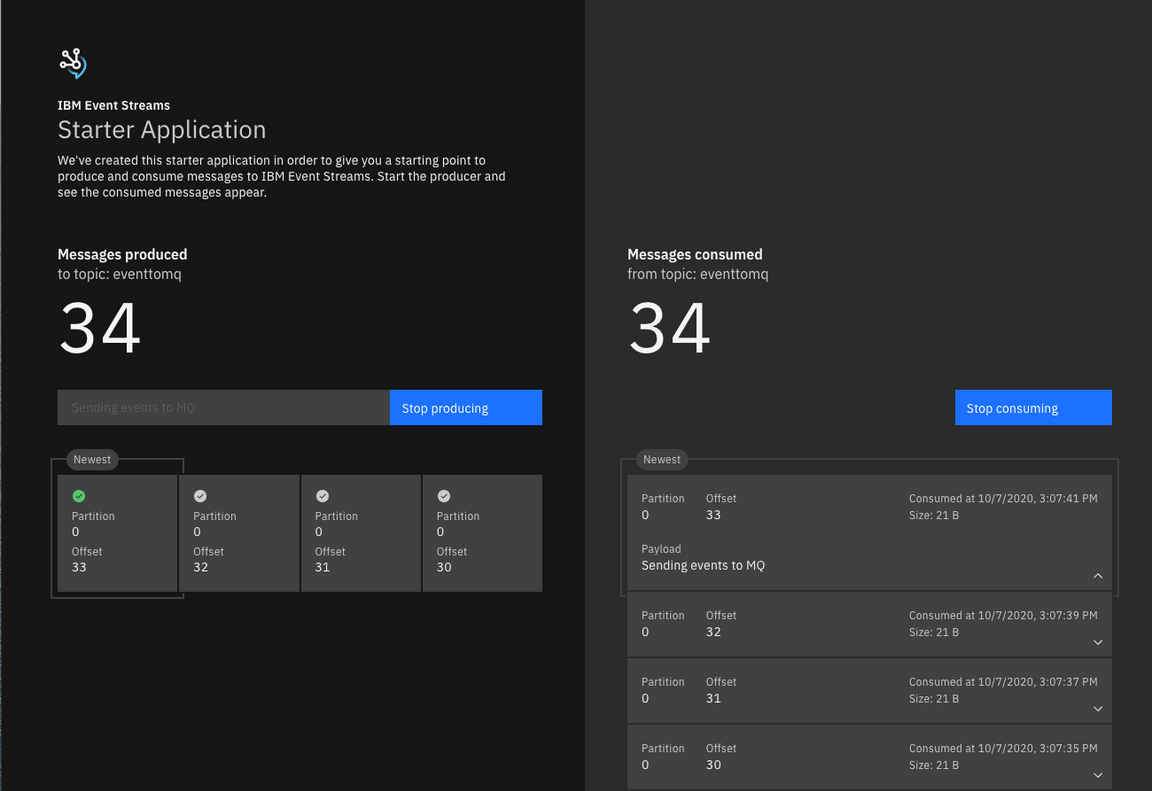 IBM Event Streams
Starter Application
We've created this starter application in order to give you a starting point to
produce and consume messages to IBM Event Streams. Start the producer and
see the consumed messages appear.
Messages produced
to topic: eventtomq
34
Sending events to MQ
Stop producing
Newest
Partition
0
Offset
33
Partition
0
Offset
32
Partition
0
Offset
31
Partition
0
Offset
30
Messages consumed
from topic: eventtomq
34
Stop consuming
Newest
Partition Offset Consumed at 10/7/2020, 3:07:41 PM
0 33 Size: 21 B
Payload
Sending events to MQ
Partition Offset Consumed at 10/7/2020, 3:07:39 PM
0 32 Size: 21 B
Partition Offset Consumed at 10/7/2020, 3:07:37 PM
0 31 Size: 21 B
Partition Offset Consumed at 10/7/2020, 3:07:35 PM
0 30 Size: 21 B